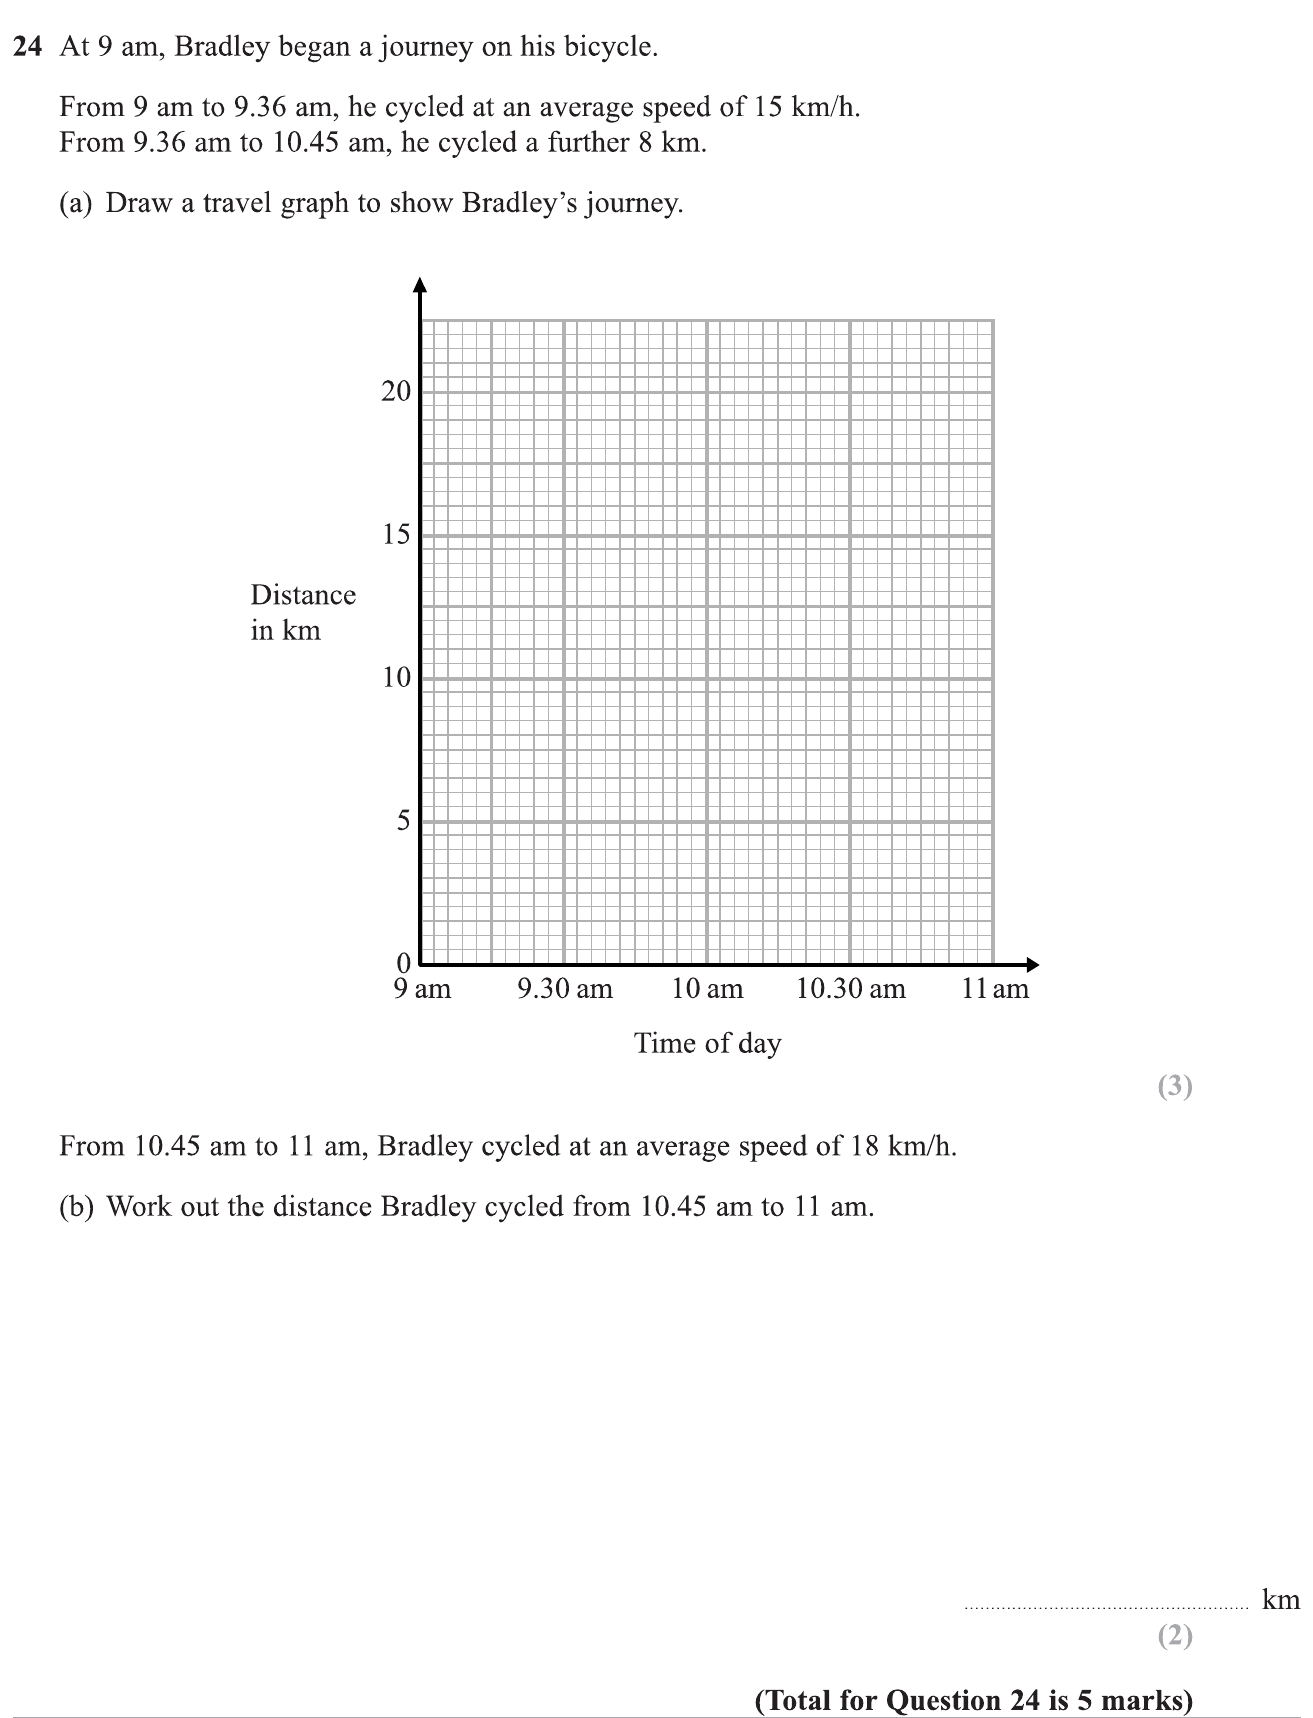 24 At 9 am, Bradley began a journey on his bicycle.
From 9 am to 9.36 am, he cycled at an average speed of 15 km/h.
From 9.36 am to 10.45 am, he cycled a further 8 km.
(a) Draw a travel graph to show Bradley’s journey.
20
15
Distance
in km
10
5
0
9 am 9.30 am 10 am 10.30 am 11 am
Time of day
(3)
From 10.45 am to 11 am, Bradley cycled at an average speed of 18 km/h.
(b) Work out the distance Bradley cycled from 10.45 am to 11 am.
...................................................... km
(2)
(Total for Question 24 is 5 marks)